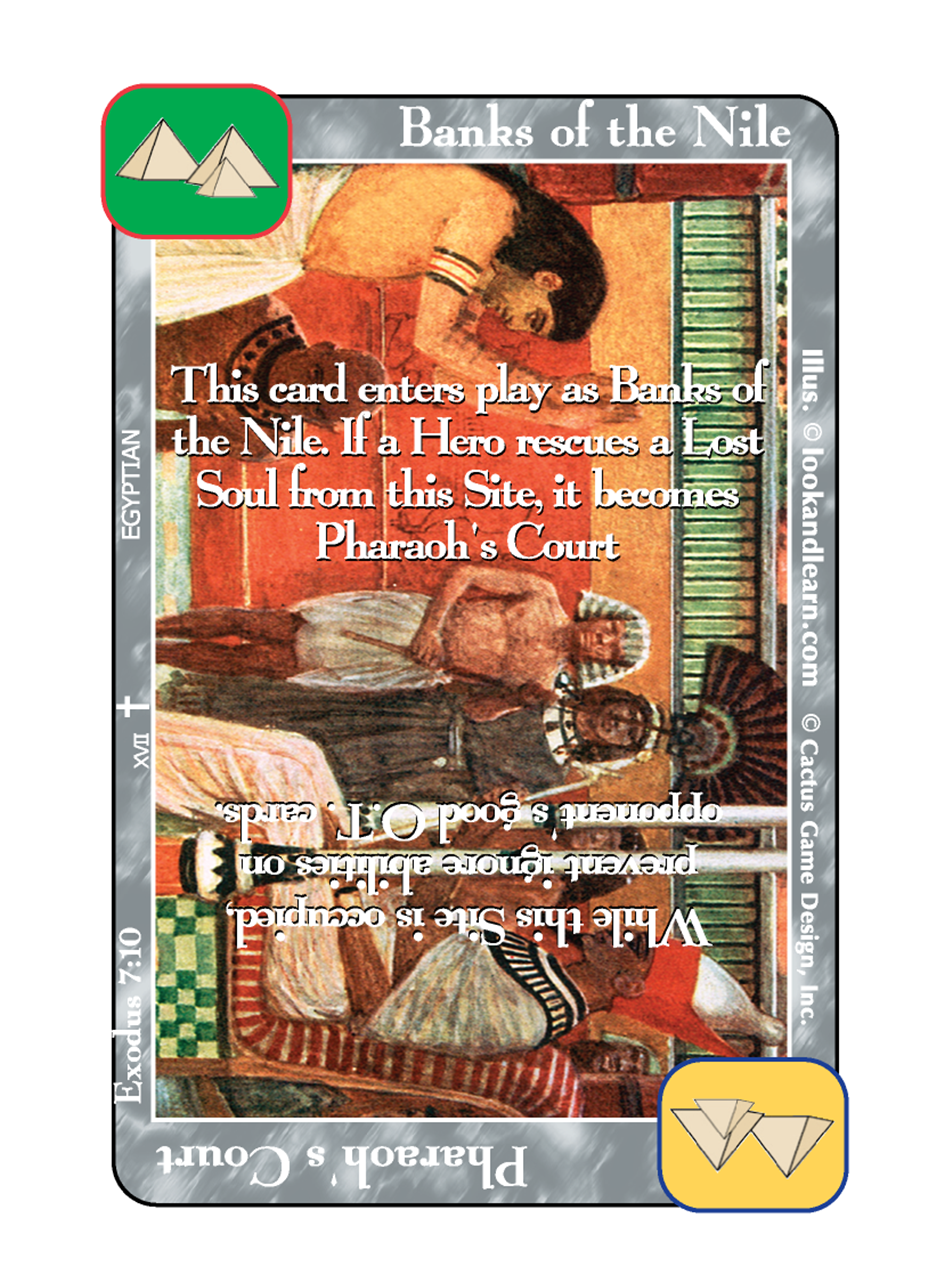 Banks of the Nile
This card enters play as Banks of
the Nile. If a Hero rescues a Lost
Soul from this Site, it becomes
Pharaoh's Court
While this Site is occupied,
prevent ignore abilities on
opponent's good O.T. cards.
Pharaoh's Court
Exodus 7:10
XVII
EGYPTIAN
Illus. © lookandlearn.com © Cactus Game Design, Inc.